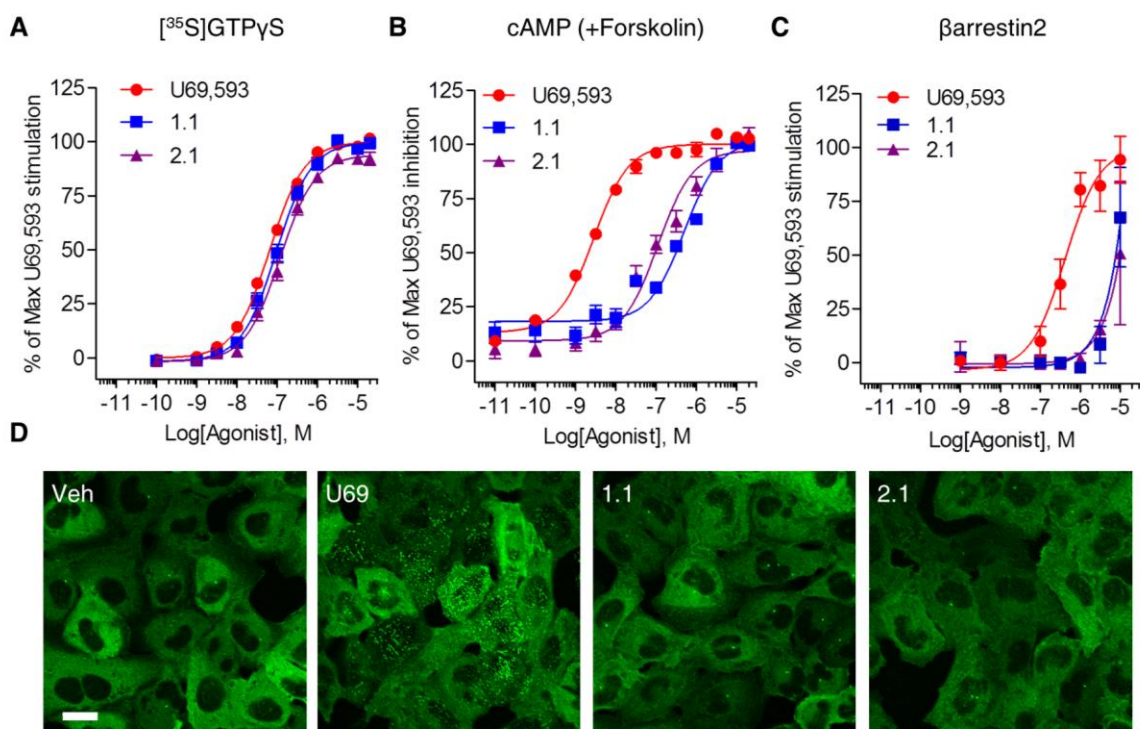 A
[³⁵S]GTPγS
% of Max U69,593 stimulation
125
100
75
50
25
0
U69,593
1.1
2.1
-11 -10 -9 -8 -7 -6 -5
Log[Agonist], M
B
cAMP (+Forskolin)
% of Max U69,593 inhibition
125
100
75
50
25
0
U69,593
1.1
2.1
-11 -10 -9 -8 -7 -6 -5
Log[Agonist], M
C
βarrestin2
% of Max U69,593 stimulation
125
100
75
50
25
0
U69,593
1.1
2.1
-11 -10 -9 -8 -7 -6 -5
Log[Agonist], M
D
Veh
U69
1.1
2.1